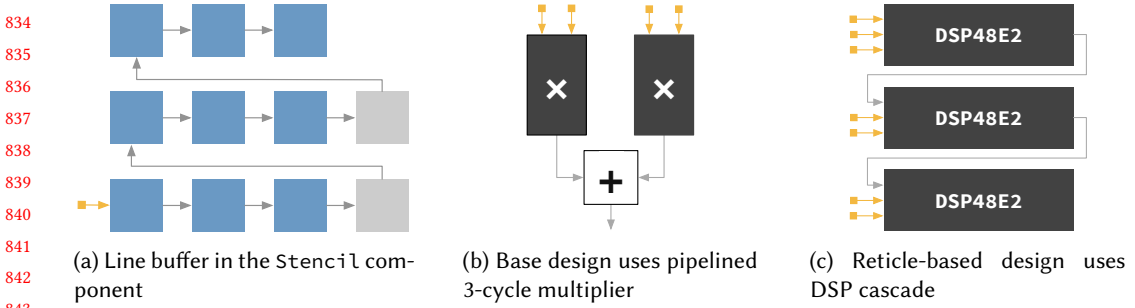 834
835
836
837
838
839
840
841
842
843
×
×
+
DSP48E2
DSP48E2
DSP48E2
(a) Line buffer in the Stencil com-
ponent
(b) Base design uses pipelined
3-cycle multiplier
(c) Reticle-based design uses
DSP cascade